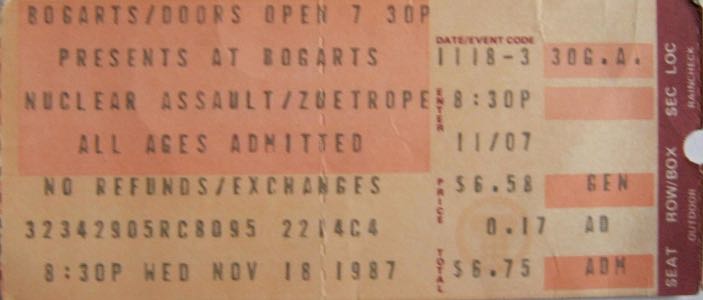 BOGARTS/DOORS OPEN 7 30P
PRESENTS AT BOGARTS
NUCLEAR ASSAULT/ZOETROPE
ALL AGES ADMITTED
NO REFUNDS/EXCHANGES
32342905RC8095 2214C4
8:30P WED NOV 18 1987
DATE/EVENT CODE
1118-3 30G.A.
ENTER 8:30P
11/07
PRICE $6.58 GEN
0.17 AD
TOTAL $6.75 ADM
SEAT ROW/BOX SEC LOC
OUTDOOR RAINCHECK